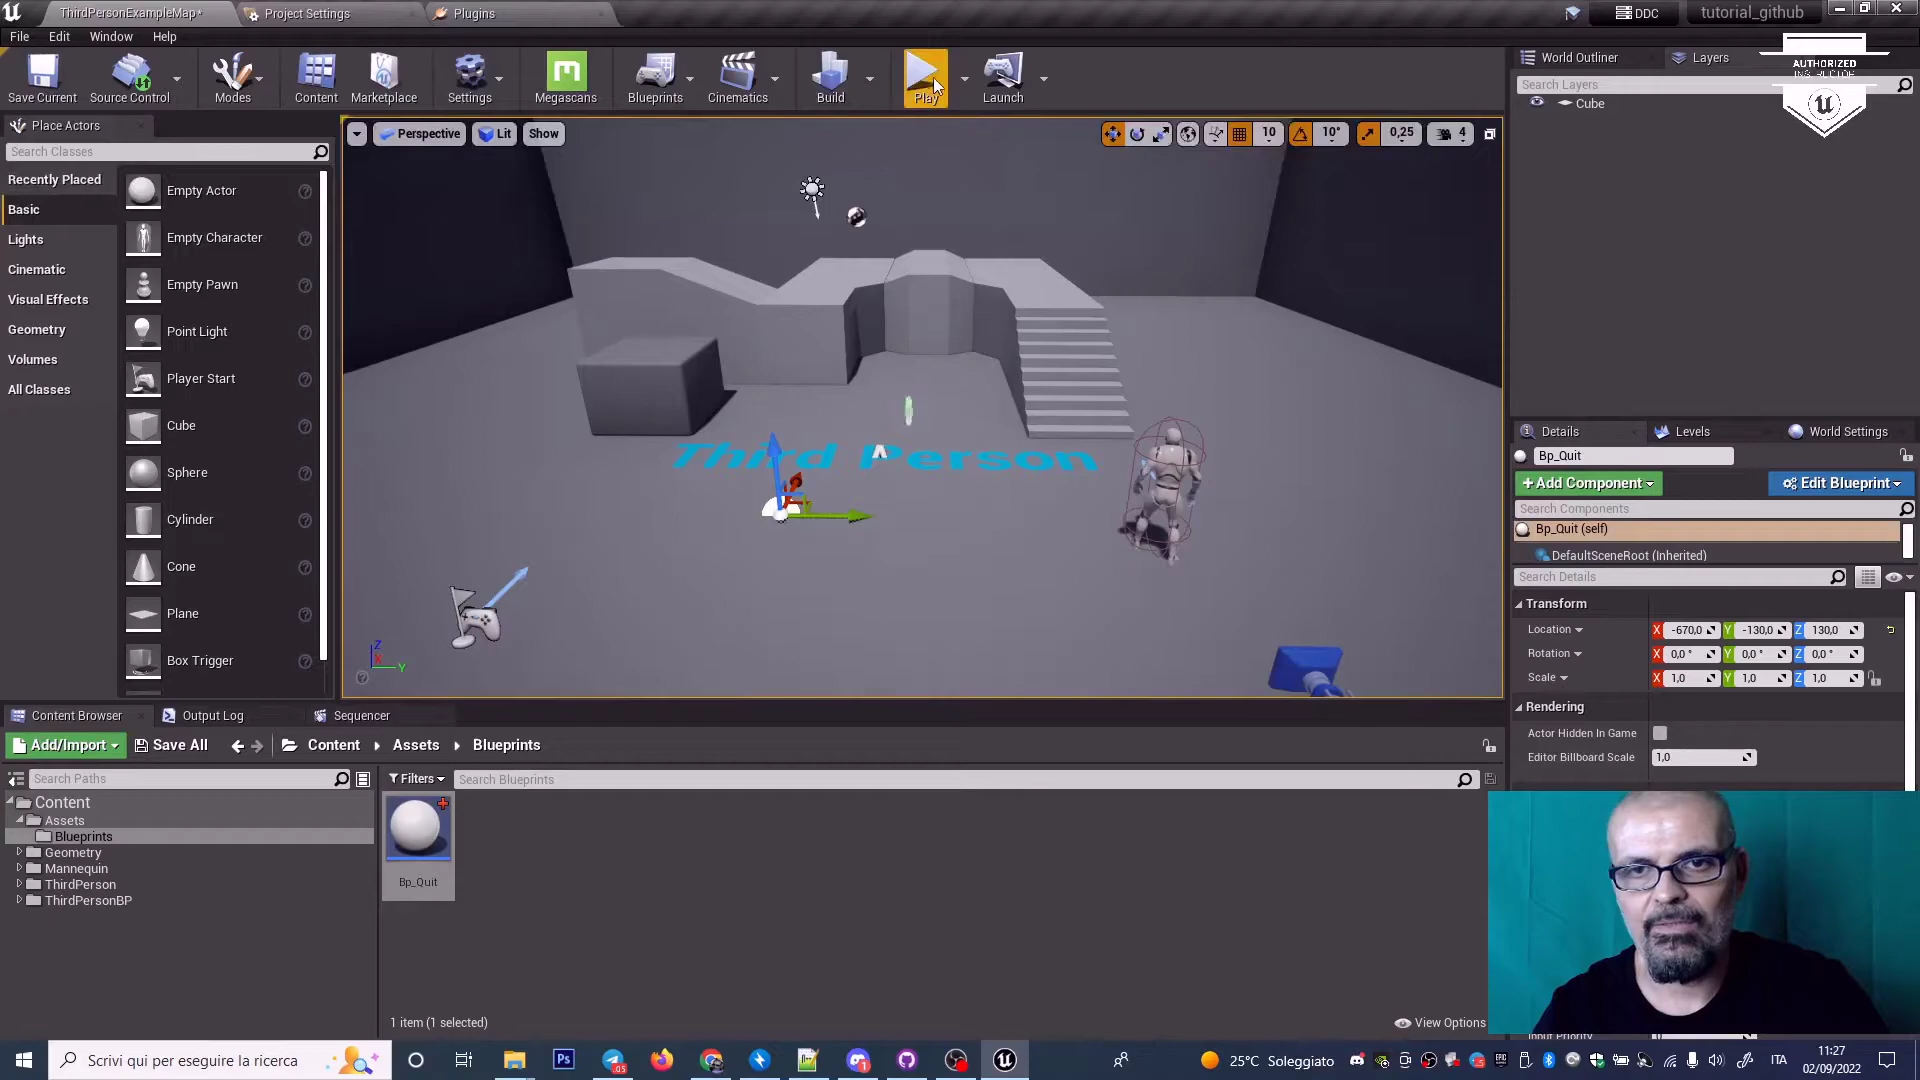 ThirdPersonExampleMap*
Project Settings
Plugins
DDC
tutorial_github
File Edit Window Help
Save Current
Source Control
Modes
Content
Marketplace
Settings
Megascans
Blueprints
Cinematics
Build
Play
Launch
World Outliner
Layers
Search Layers
Cube
AUTHORIZED
INSTRUCTOR
Place Actors
Search Classes
Recently Placed
Basic
Lights
Cinematic
Visual Effects
Geometry
Volumes
All Classes
Empty Actor
Empty Character
Empty Pawn
Point Light
Player Start
Cube
Sphere
Cylinder
Cone
Plane
Box Trigger
Perspective
Lit
Show
10
10°
0,25
4
Third Person
Z
X
Y
Details
Levels
World Settings
Bp_Quit
+Add Component
Edit Blueprint
Search Components
Bp_Quit (self)
DefaultSceneRoot (Inherited)
Search Details
Transform
Location X -670,0 Y -130,0 Z 130,0
Rotation X 0,0 ° Y 0,0 ° Z 0,0 °
Scale X 1,0 Y 1,0 Z 1,0
Rendering
Actor Hidden In Game
Editor Billboard Scale 1,0
Input Priority
Content Browser
Output Log
Sequencer
Add/Import
Save All
Content
Assets
Blueprints
Search Paths
Filters
Search Blueprints
Content
Assets
Blueprints
Geometry
Mannequin
ThirdPerson
ThirdPersonBP
Bp_Quit
1 item (1 selected)
View Options
Scrivi qui per eseguire la ricerca
25°C Soleggiato
ITA
11:27
02/09/2022